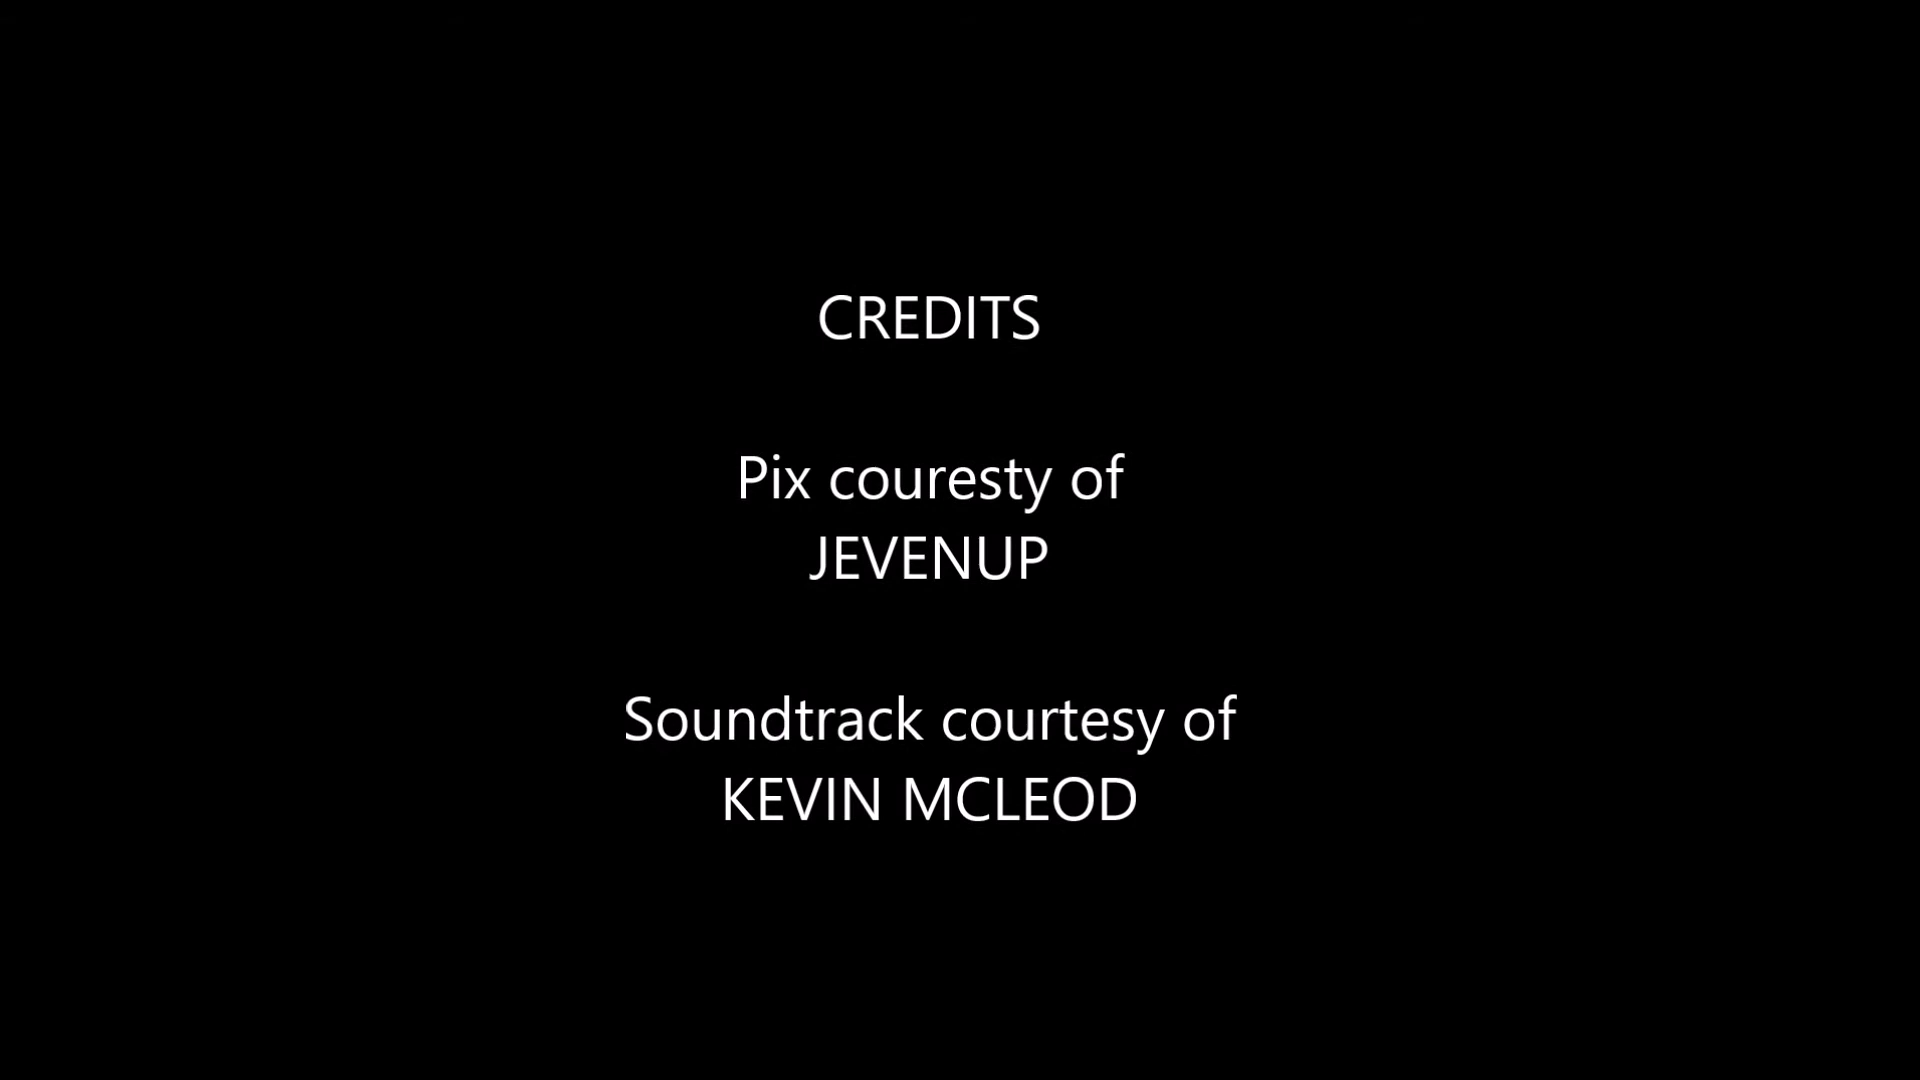 CREDITS
Pix couresty of
JEVENUP
Soundtrack courtesy of
KEVIN MCLEOD